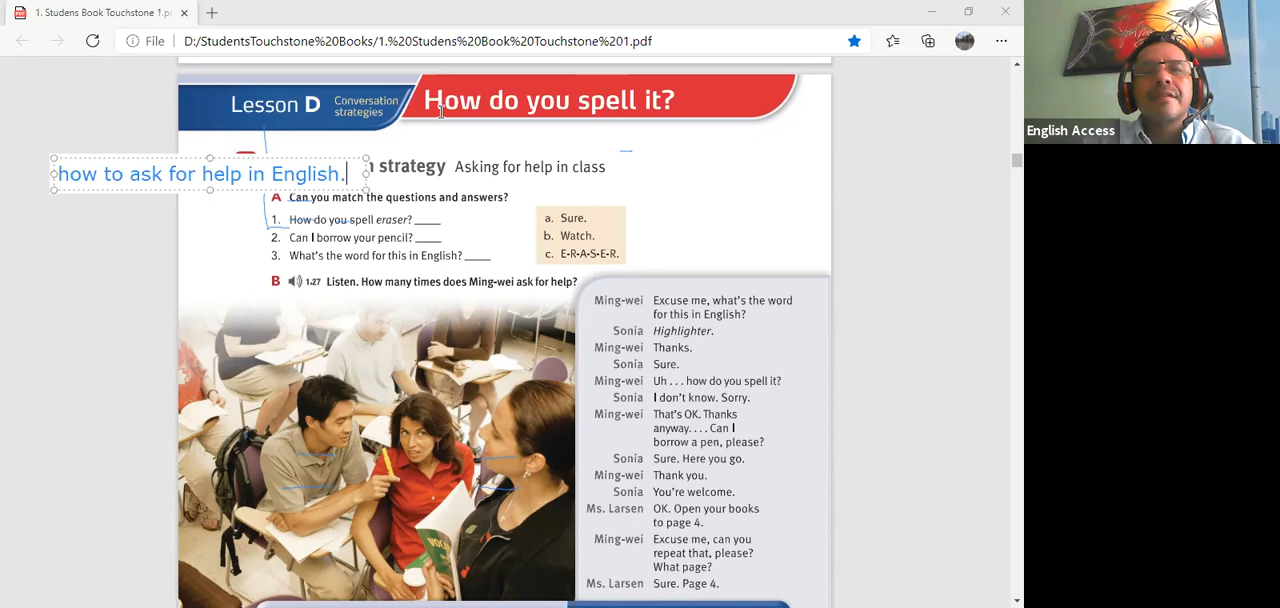 1. Studens Book Touchstone 1.pc
File
D:/StudentsTouchstone%20Books/1.%20Studens%20Book%20Touchstone%201.pdf
Lesson D
Conversation
strategies
How do you spell it?
English Access
strategy Asking for help in class
how to ask for help in English.
A Can you match the questions and answers?
1. How do you spell eraser? _____
2. Can I borrow your pencil? _____
3. What's the word for this in English? _____
a. Sure.
b. Watch.
c. E-R-A-S-E-R.
B 1.27 Listen. How many times does Ming-wei ask for help?
Ming-wei Excuse me, what's the word
for this in English?
Sonia Highlighter.
Ming-wei Thanks.
Sonia Sure.
Ming-wei Uh . . . how do you spell it?
Sonia I don't know. Sorry.
Ming-wei That's OK. Thanks
anyway. . . . Can I
borrow a pen, please?
Sonia Sure. Here you go.
Ming-wei Thank you.
Sonia You're welcome.
Ms. Larsen OK. Open your books
to page 4.
Ming-wei Excuse me, can you
repeat that, please?
What page?
Ms. Larsen Sure. Page 4.